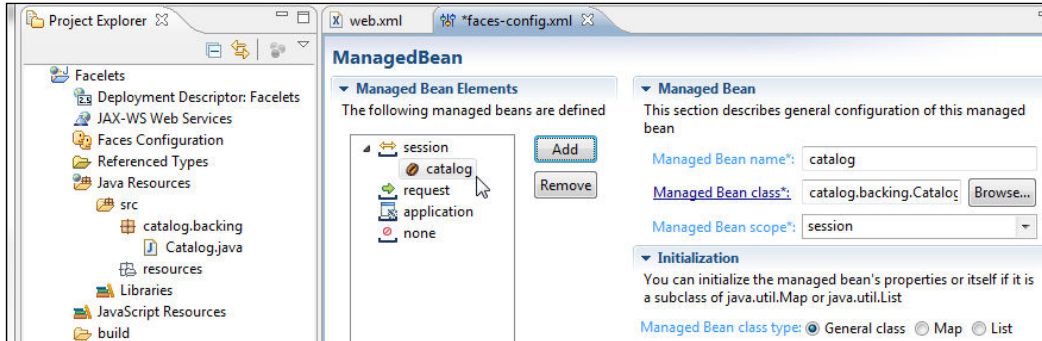 Project Explorer
Facelets
Deployment Descriptor: Facelets
JAX-WS Web Services
Faces Configuration
Referenced Types
Java Resources
src
catalog.backing
Catalog.java
resources
Libraries
JavaScript Resources
build
web.xml
*faces-config.xml
ManagedBean
Managed Bean Elements
The following managed beans are defined
session
catalog
request
application
none
Add
Remove
Managed Bean
This section describes general configuration of this managed
bean
Managed Bean name*: catalog
Managed Bean class*: catalog.backing.Catalog Browse...
Managed Bean scope*: session
Initialization
You can initialize the managed bean's properties or itself if it is
a subclass of java.util.Map or java.util.List
Managed Bean class type: General class Map List